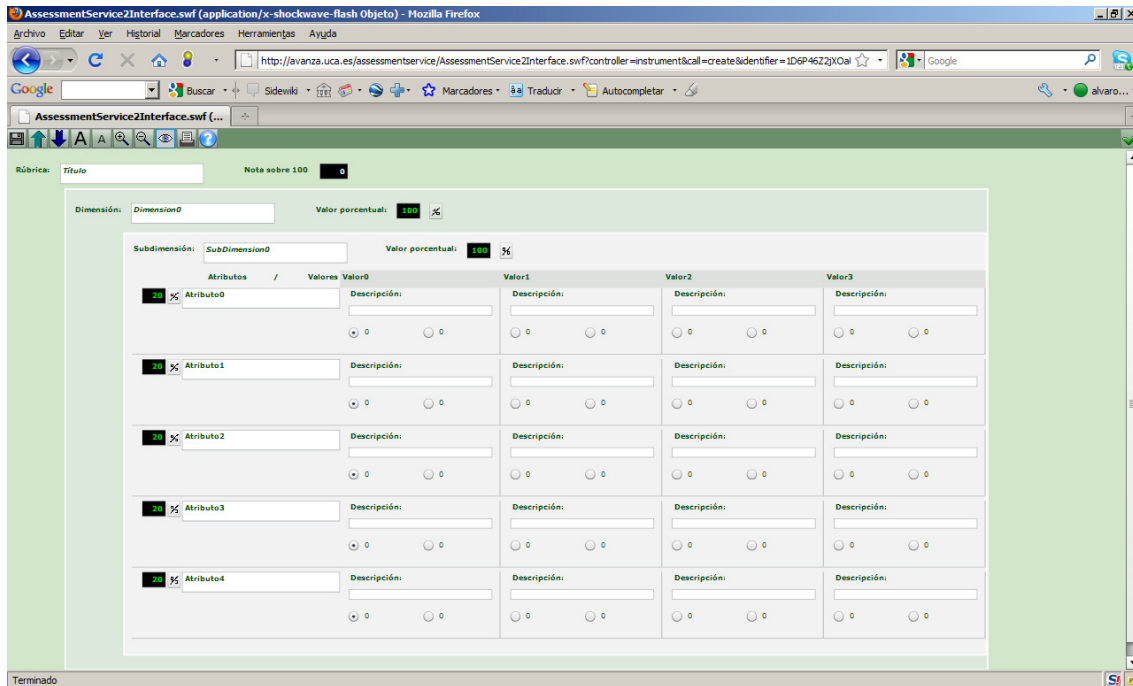 AssessmentService2Interface.swf (application/x-shockwave-flash Objeto) - Mozilla Firefox
Archivo Editar Ver Historial Marcadores Herramientas Ayuda
http://avanza.uca.es/assessmentservice/AssessmentService2Interface.swf?controller=instrument&call=create&identifier=1D6P46Z2jXOal Google
Google Buscar Sidewiki Marcadores Traducir Autocompletar alvaro...
AssessmentService2Interface.swf (...
A A
Rúbrica: Título Nota sobre 100 0
Dimensión: Dimension0 Valor porcentual: 100 %
Subdimensión: SubDimension0 Valor porcentual: 100 %
Atributos / Valores Valor0 Valor1 Valor2 Valor3
20 % Atributo0 Descripción: Descripción: Descripción: Descripción:
0 0 0 0 0 0 0 0
20 % Atributo1 Descripción: Descripción: Descripción: Descripción:
0 0 0 0 0 0 0 0
20 % Atributo2 Descripción: Descripción: Descripción: Descripción:
0 0 0 0 0 0 0 0
20 % Atributo3 Descripción: Descripción: Descripción: Descripción:
0 0 0 0 0 0 0 0
20 % Atributo4 Descripción: Descripción: Descripción: Descripción:
0 0 0 0 0 0 0 0
Terminado